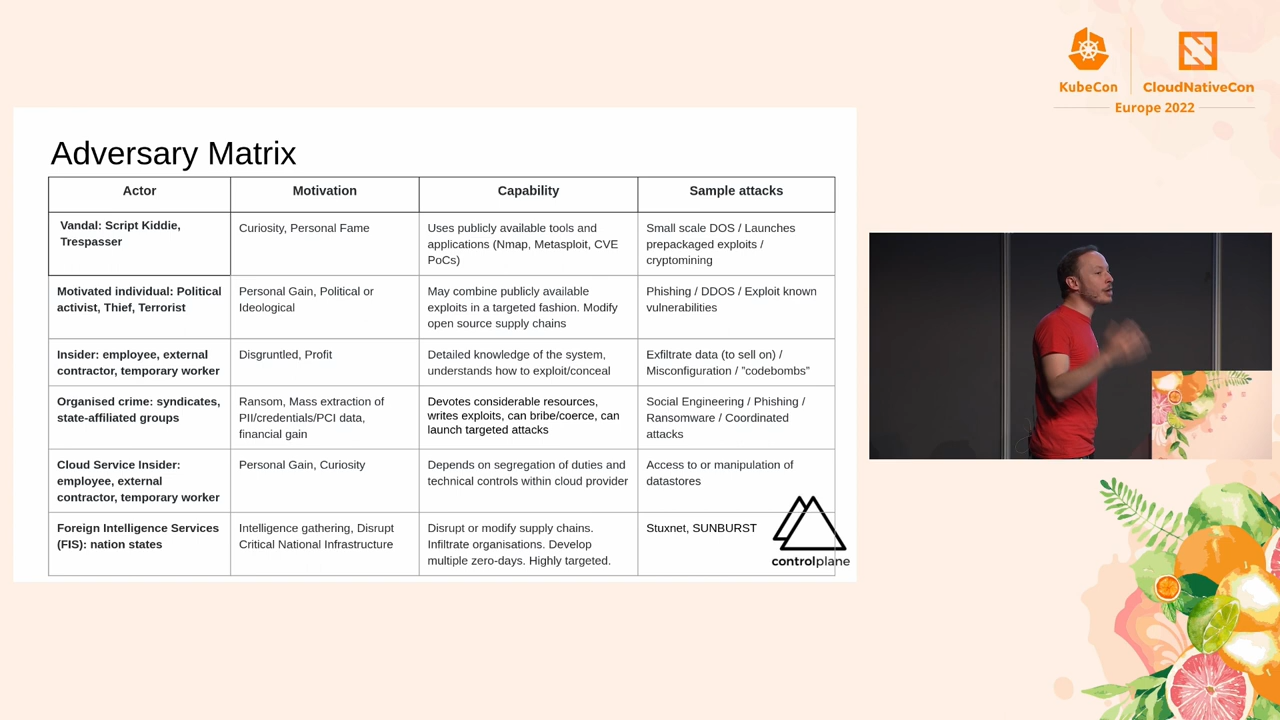 KubeCon
CloudNativeCon
Europe 2022
Adversary Matrix
Actor
Motivation
Capability
Sample attacks
Vandal: Script Kiddie,
Trespasser
Curiosity, Personal Fame
Uses publicly available tools and
applications (Nmap, Metasploit, CVE
PoCs)
Small scale DOS / Launches
prepackaged exploits /
cryptomining
Motivated individual: Political
activist, Thief, Terrorist
Personal Gain, Political or
Ideological
May combine publicly available
exploits in a targeted fashion. Modify
open source supply chains
Phishing / DDOS / Exploit known
vulnerabilities
Insider: employee, external
contractor, temporary worker
Disgruntled, Profit
Detailed knowledge of the system,
understands how to exploit/conceal
Exfiltrate data (to sell on) /
Misconfiguration / "codebombs"
Organised crime: syndicates,
state-affiliated groups
Ransom, Mass extraction of
PII/credentials/PCI data,
financial gain
Devotes considerable resources,
writes exploits, can bribe/coerce, can
launch targeted attacks
Social Engineering / Phishing /
Ransomware / Coordinated
attacks
Cloud Service Insider:
employee, external
contractor, temporary worker
Personal Gain, Curiosity
Depends on segregation of duties and
technical controls within cloud provider
Access to or manipulation of
datastores
Foreign Intelligence Services
(FIS): nation states
Intelligence gathering, Disrupt
Critical National Infrastructure
Disrupt or modify supply chains.
Infiltrate organisations. Develop
multiple zero-days. Highly targeted.
Stuxnet, SUNBURST
controlplane